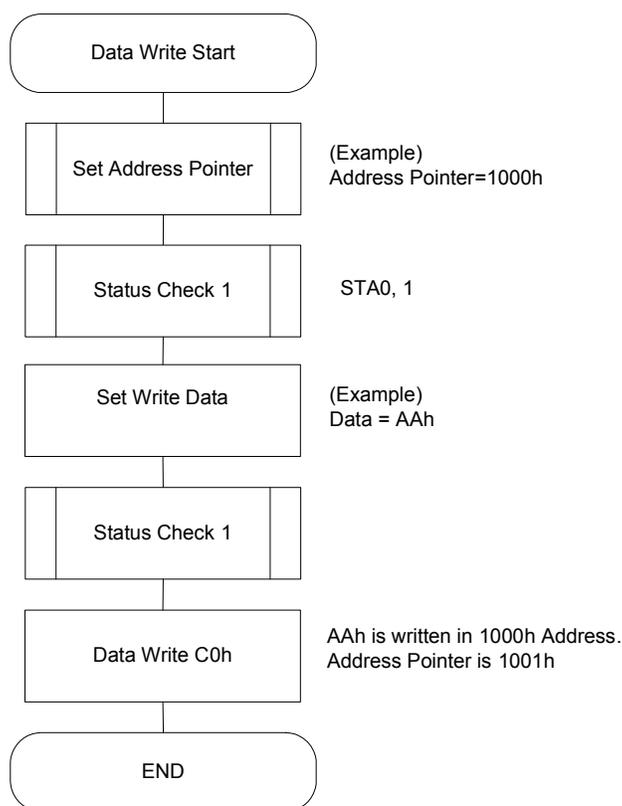 Data Write Start
Set Address Pointer
(Example)
Address Pointer=1000h
Status Check 1
STA0, 1
Set Write Data
(Example)
Data = AAh
Status Check 1
Data Write C0h
AAh is written in 1000h Address.
Address Pointer is 1001h
END